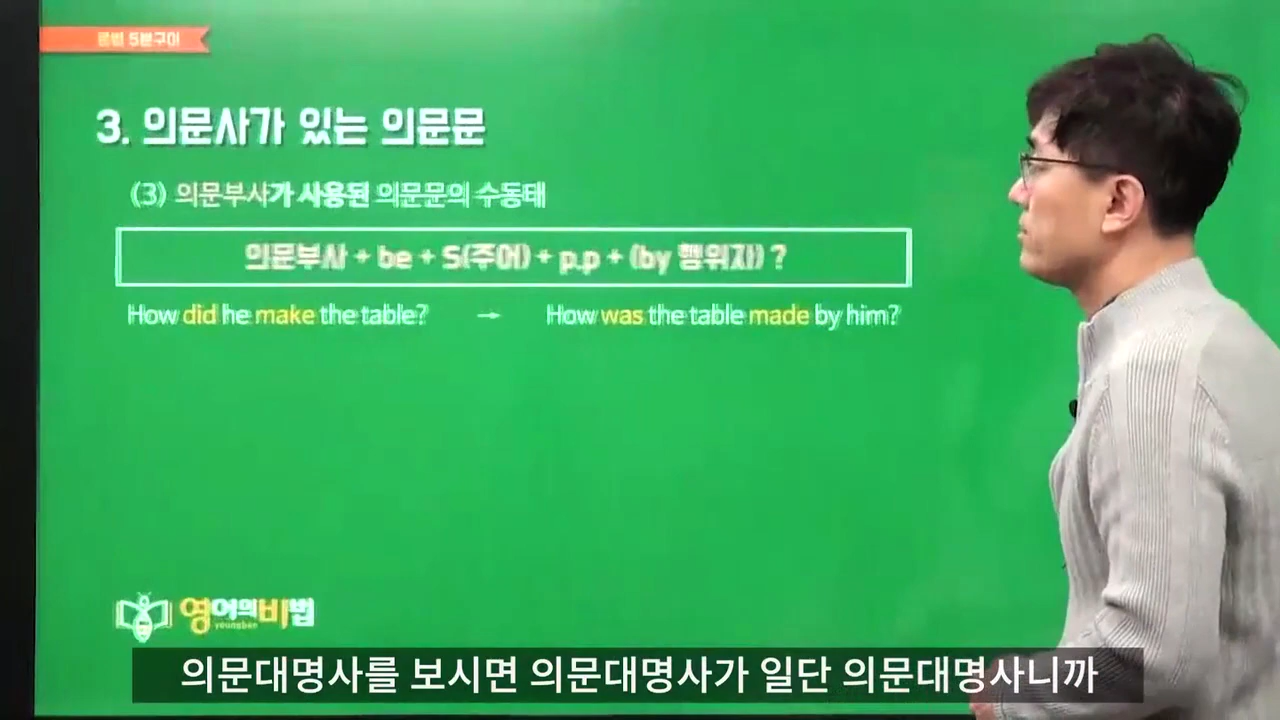 문법 5분구이
3. 의문사가 있는 의문문
(3) 의문부사가 사용된 의문문의 수동태
의문부사 + be + S(주어) + p.p + (by 행위자) ?
How did he make the table? → How was the table made by him?
영어의비법
youngbee
의문대명사를 보시면 의문대명사가 일단 의문대명사니까